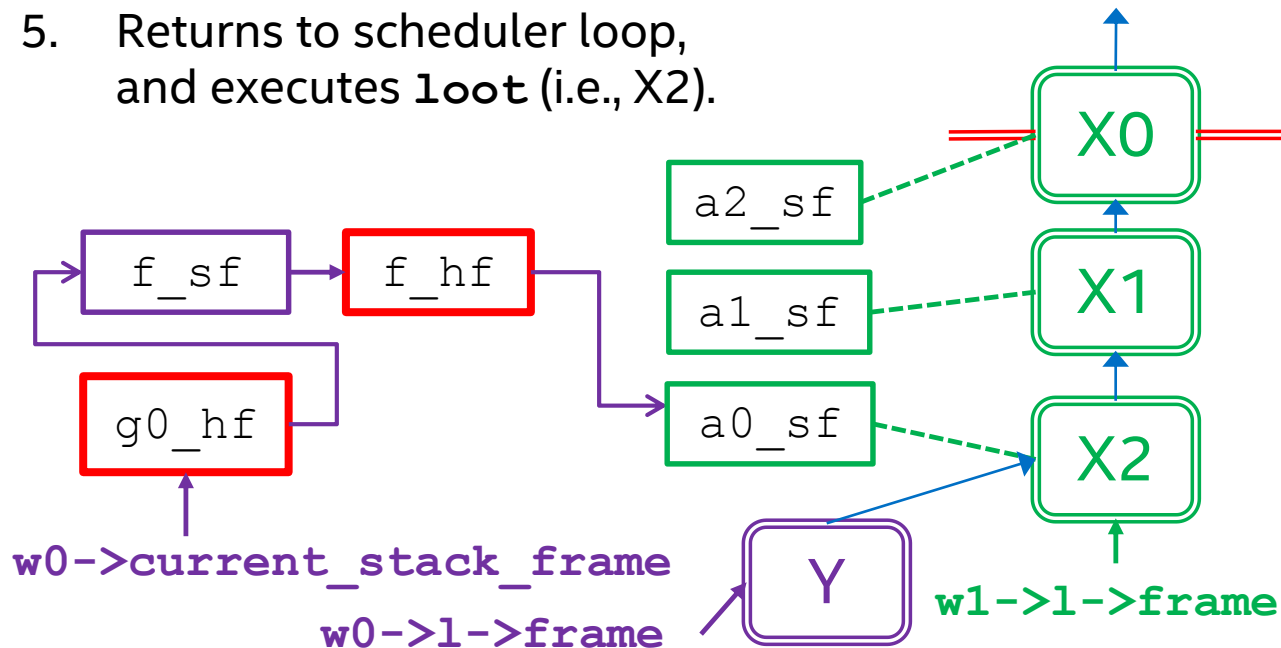 5. Returns to scheduler loop,
and executes loot (i.e., X2).
X0
a2_sf
f_sf
f_hf
a1_sf
X1
g0_hf
a0_sf
X2
w0->current_stack_frame
Y
w1->l->frame
w0->l->frame